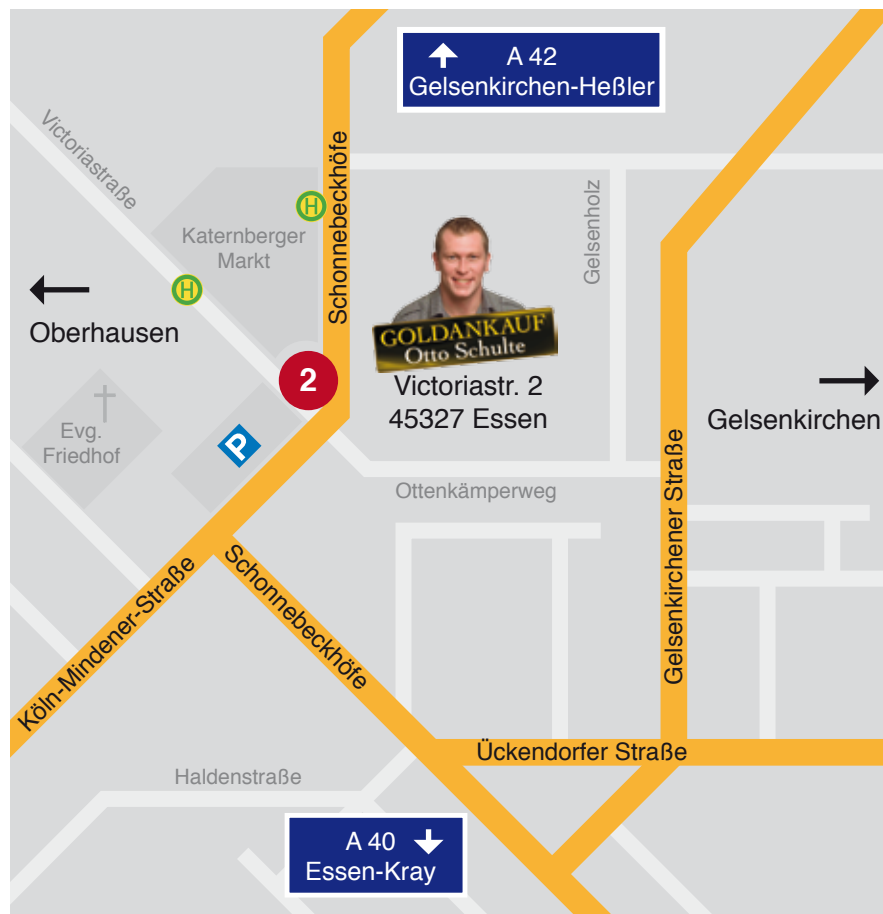 A 42
Gelsenkirchen-Heßler
Victoriastraße
Schonnebeckhöfe
H
Katernberger
Markt
Gelsenholz
H
Oberhausen
GOLDANKAUF
Otto Schulte
2
Victoriastr. 2
45327 Essen
Gelsenkirchen
Evg.
Friedhof
P
Ottenkämperweg
Gelsenkirchener Straße
Köln-Mindener-Straße
Schonnebeckhöfe
Ückendorfer Straße
Haldenstraße
A 40
Essen-Kray